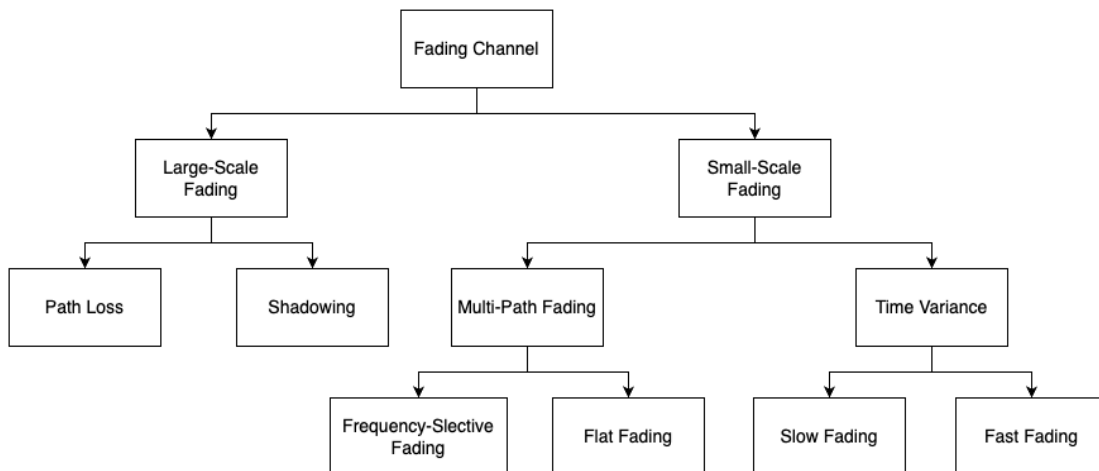 Fading Channel
Large-Scale
Fading
Small-Scale
Fading
Path Loss
Shadowing
Multi-Path Fading
Time Variance
Frequency-Slective
Fading
Flat Fading
Slow Fading
Fast Fading